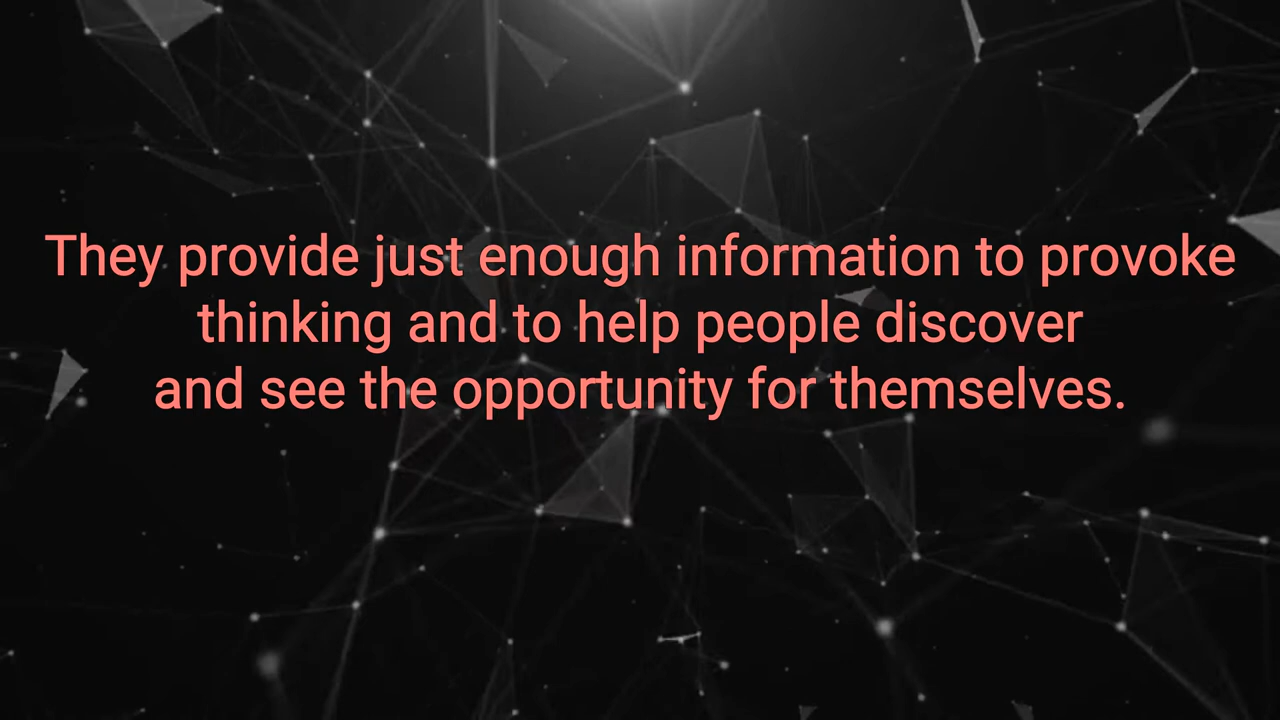 They provide just enough information to provoke
thinking and to help people discover
and see the opportunity for themselves.